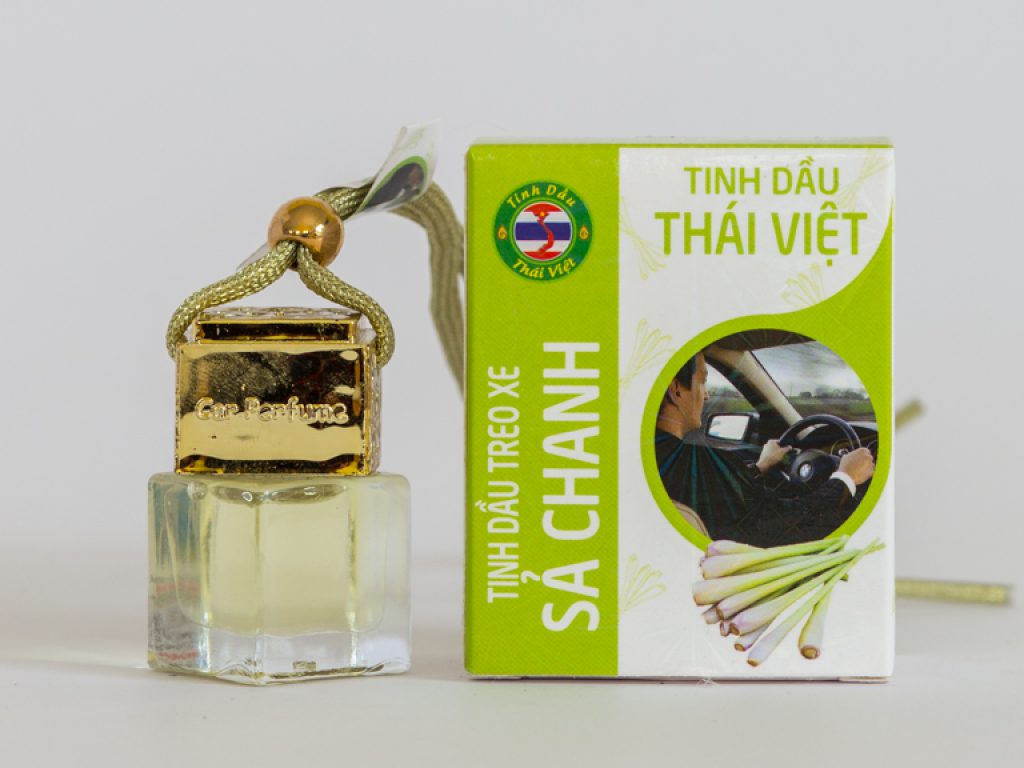 Car Perfume
Tinh Dầu
Thái Việt
TINH DẦU TREO XE
SẢ CHANH
TINH DẦU
THÁI VIỆT